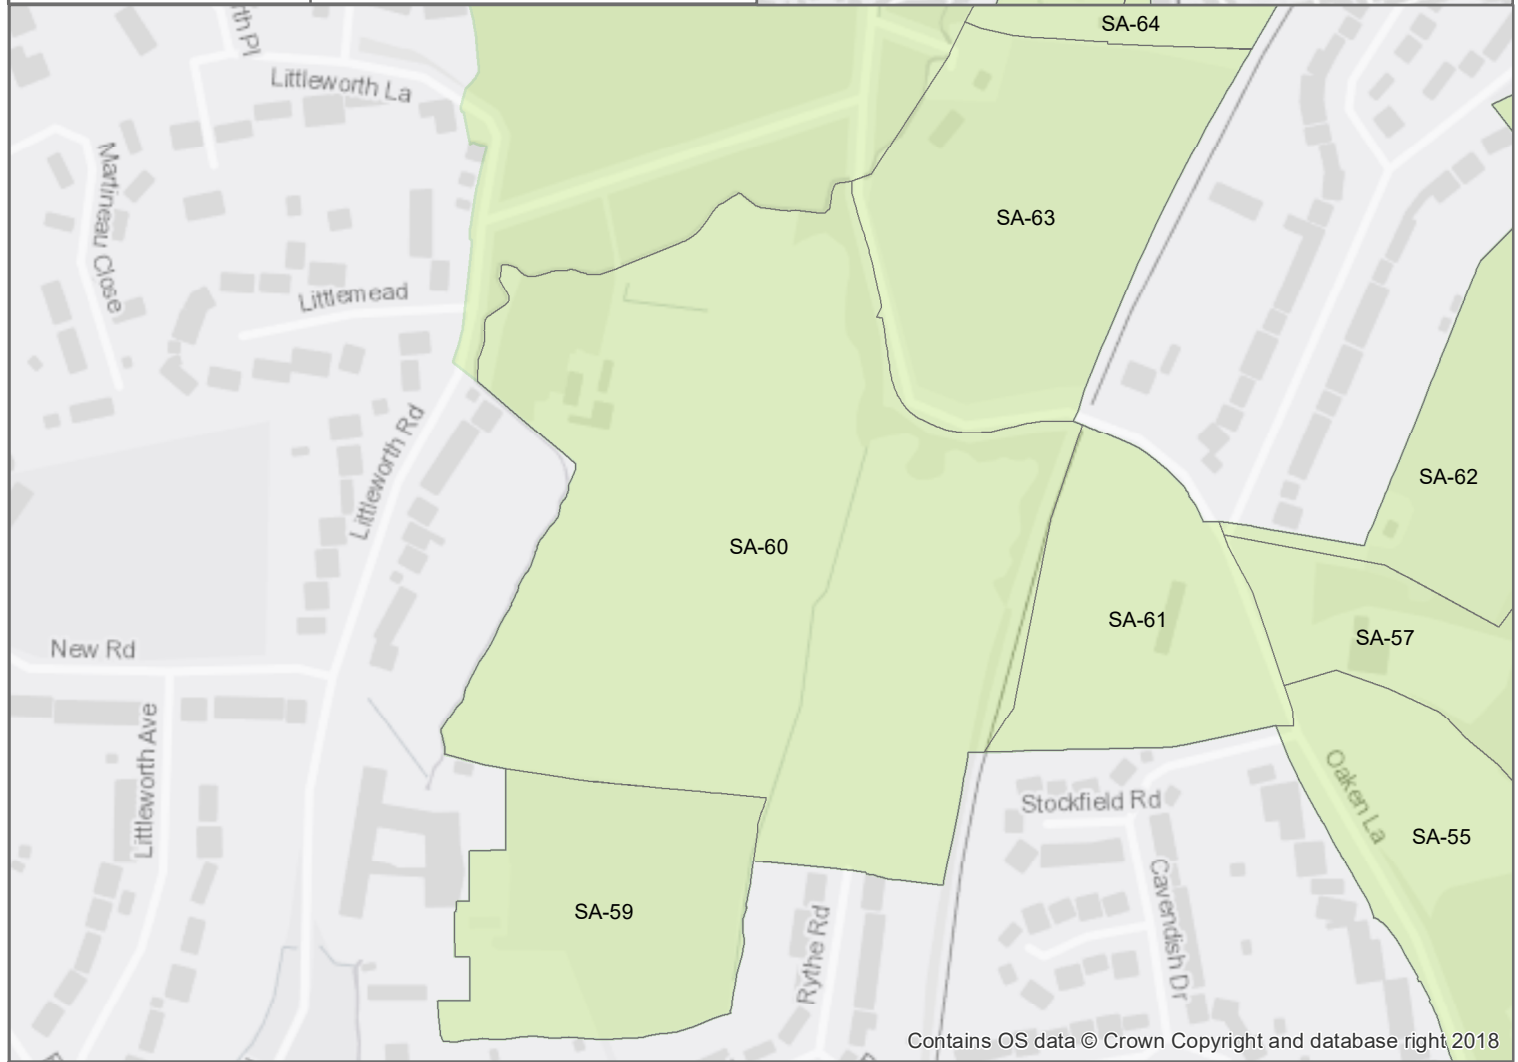 SA-64
Littleworth La
Martineau Close
SA-63
Littlemead
Littleworth Rd
SA-62
SA-60
SA-61
SA-57
New Rd
Littleworth Ave
Stockfield Rd
Oaken La
SA-55
Cavendish Dr
SA-59
Rythe Rd
Contains OS data © Crown Copyright and database right 2018